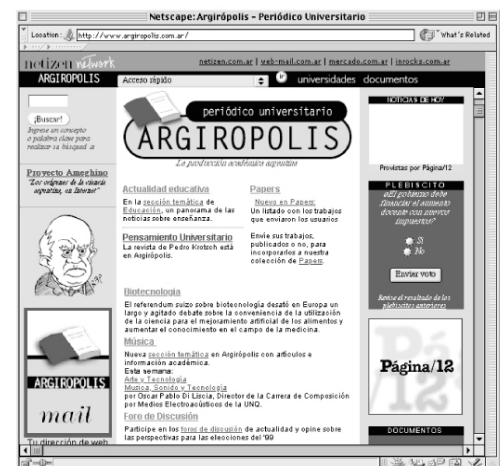 Netscape: Argirópolis - Periódico Universitario
Location: http://www.argiropolis.com.ar/
What's Related
netizen network
netizen.com.ar | web-mail.com.ar | mercado.com.ar | inrocks.com.ar
ARGIROPOLIS
Acceso rápido
Ir
universidades documentos
¡Buscar!
Ingrese un concepto
o palabra clave para
realizar su búsqueda
Proyecto Ameghino
"Los orígenes de la ciencia
argentina, en Internet"
ARGIROPOLIS
mail
Tu dirección de web
periódico universitario
ARGIROPOLIS
La producción académica argentina
Actualidad educativa
En la sección temática de
Educación, un panorama de las
noticias sobre enseñanza.
Pensamiento Universitario
La revista de Pedro Krotsch está
en Argirópolis.
Papers
Nuevo en Papers:
Un listado con los trabajos
que enviaron los usuarios
Envíe sus trabajos,
publicados o no, para
incorporarlos a nuestra
colección de Papers.
Biotecnología
El referendum suizo sobre biotecnología desató en Europa un
largo y agitado debate sobre la conveniencia de la utilización
de la ciencia para el mejoramiento artificial de los alimentos y
aumentar el conocimiento en el campo de la medicina.
Música
Nueva sección temática en Argirópolis con artículos e
información académica.
Esta semana:
Arte y Tecnología
Musica, Sonido y Tecnología
por Oscar Pablo Di Liscia, Director de la Carrera de Composición
por Medios Electroacústicos de la UNQ.
Foro de Discusión
Participe en los foros de discusión de actualidad y opine sobre
las perspectivas para las elecciones del '99
NOTICIAS DE HOY
Provistas por Página/12
PLEBISCITO
¿El gobierno debe
financiar el aumento
docente con nuevos
impuestos?
Sí
No
Enviar voto
Revise el resultado de los
plebiscitos anteriores
Pá
Página/12
DOCUMENTOS